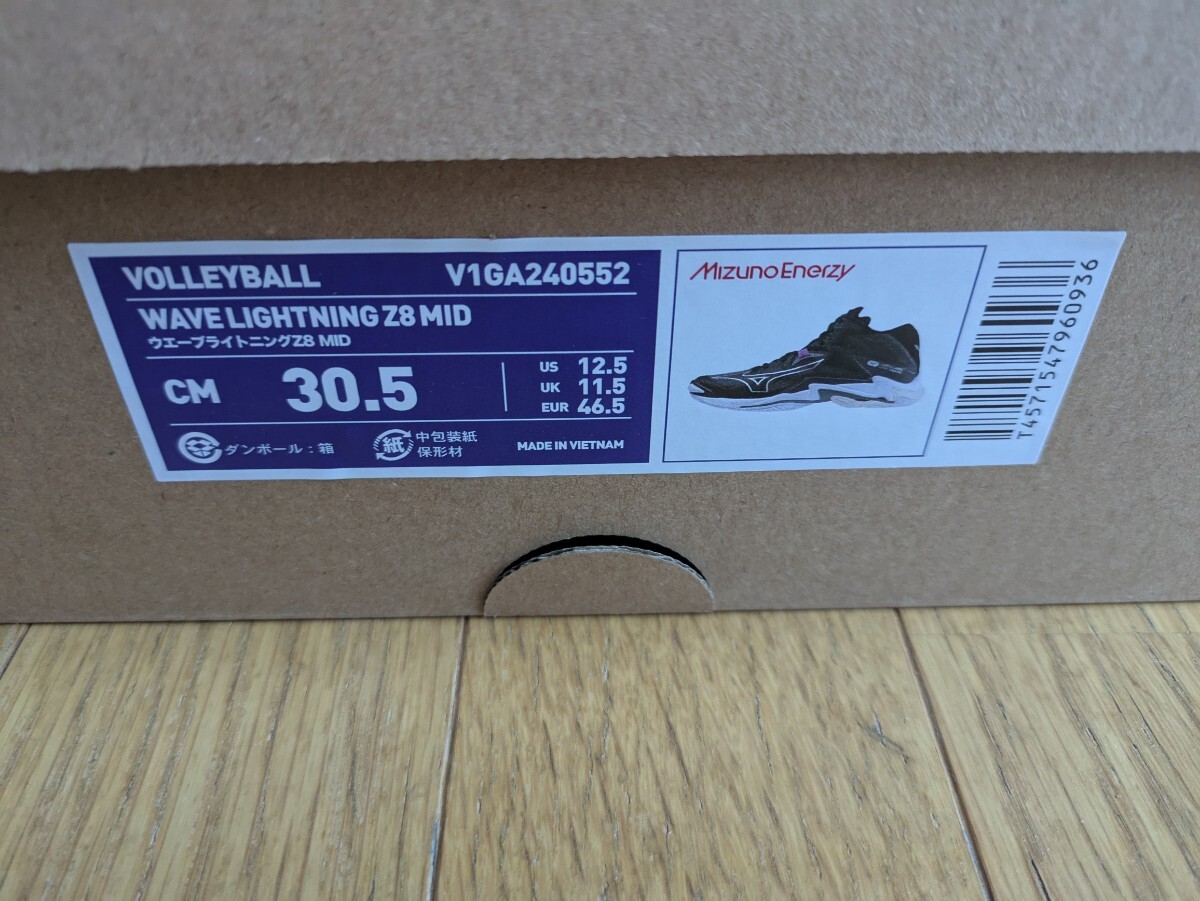 VOLLEYBALL V1GA240552
WAVE LIGHTNING Z8 MID
ウエーブライトニングZ8 MID
CM 30.5
US 12.5
UK 11.5
EUR 46.5
ダンボール：箱
紙 中包装紙
保形材
MADE IN VIETNAM
MIZUNO ENERZY
T4571547960936